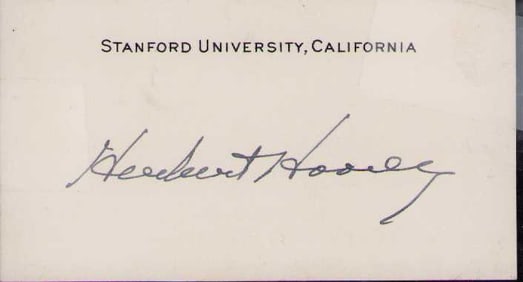 STANFORD UNIVERSITY, CALIFORNIA
Herbert Hoover